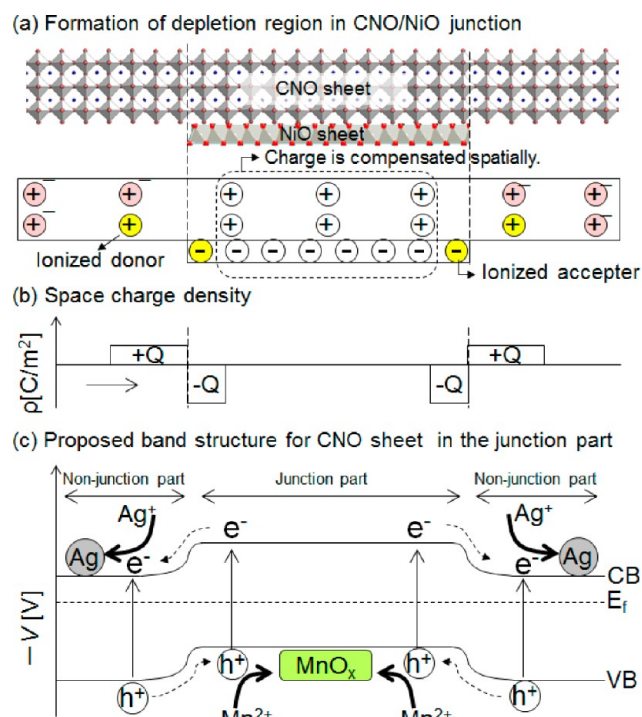 (a) Formation of depletion region in CNO/NiO junction
CNO sheet
NiO sheet
Charge is compensated spatially.
+ − + − + + + + − + −
+ − + + + + + + −
- - - - - - - - -
Ionized donor
Ionized accepter
(b) Space charge density
ρ[C/m²]
+Q +Q
-Q -Q
(c) Proposed band structure for CNO sheet in the junction part
Non-junction part Junction part Non-junction part
Ag⁺ e⁻ e⁻ Ag⁺
Ag e⁻ e⁻ Ag
CB
E_f
— V [V]
h⁺ MnOₓ h⁺
VB
h⁺ h⁺
Mn²⁺ Mn²⁺